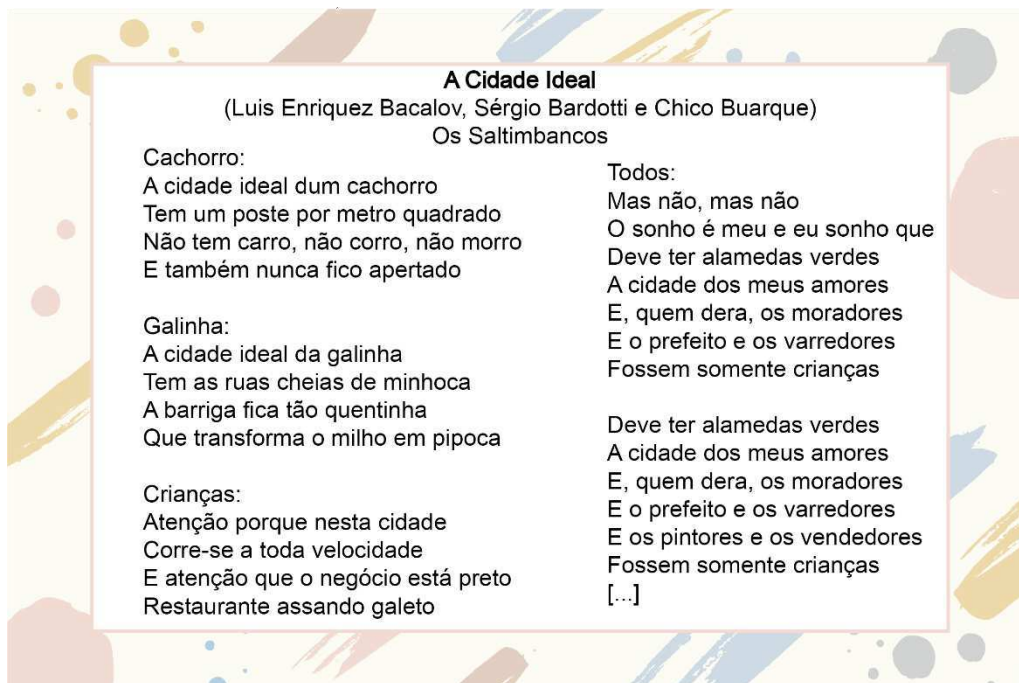 A Cidade Ideal
(Luis Enriquez Bacalov, Sérgio Bardotti e Chico Buarque)
Os Saltimbancos
Cachorro:
A cidade ideal dum cachorro
Tem um poste por metro quadrado
Não tem carro, não corro, não morro
E também nunca fico apertado
Galinha:
A cidade ideal da galinha
Tem as ruas cheias de minhoca
A barriga fica tão quentinha
Que transforma o milho em pipoca
Crianças:
Atenção porque nesta cidade
Corre-se a toda velocidade
E atenção que o negócio está preto
Restaurante assando galeto
Todos:
Mas não, mas não
O sonho é meu e eu sonho que
Deve ter alamedas verdes
A cidade dos meus amores
E, quem dera, os moradores
E o prefeito e os varredores
Fossem somente crianças
Deve ter alamedas verdes
A cidade dos meus amores
E, quem dera, os moradores
E o prefeito e os varredores
E os pintores e os vendedores
Fossem somente crianças
[...]